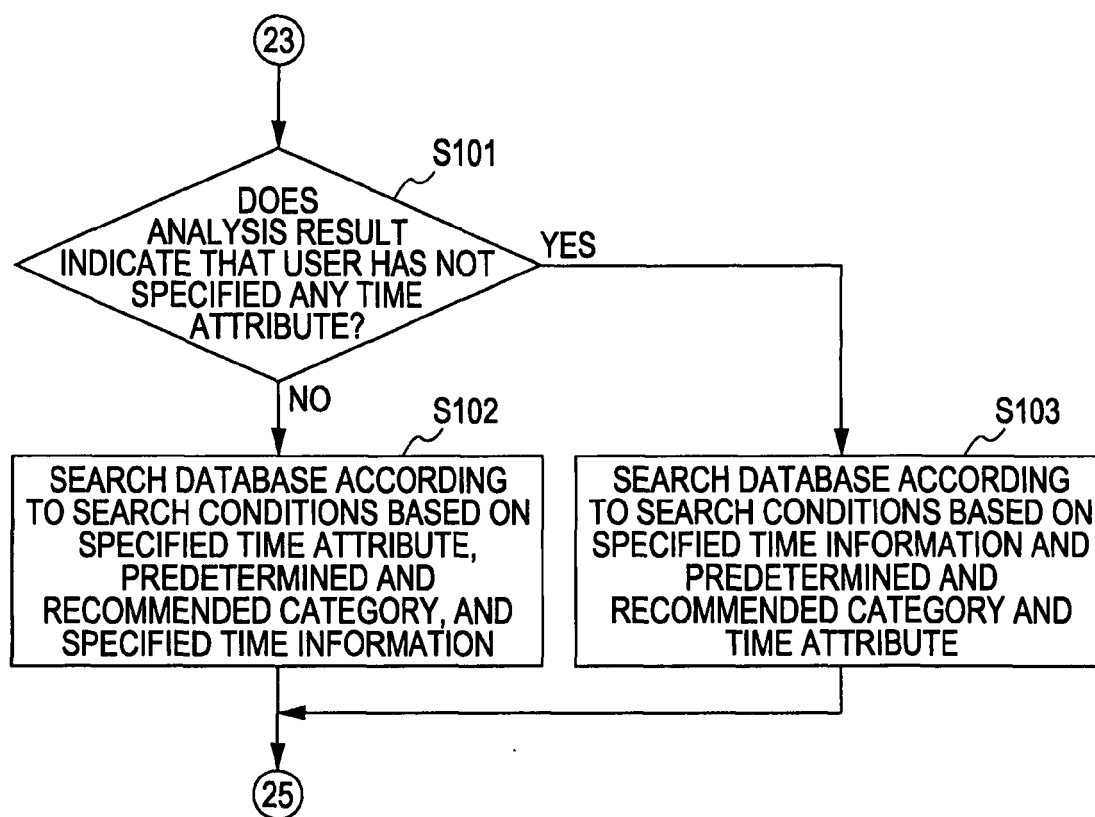 23
S101
DOES
ANALYSIS RESULT
INDICATE THAT USER HAS NOT
SPECIFIED ANY TIME
ATTRIBUTE?
YES
NO
S102
SEARCH DATABASE ACCORDING
TO SEARCH CONDITIONS BASED ON
SPECIFIED TIME ATTRIBUTE,
PREDETERMINED AND
RECOMMENDED CATEGORY, AND
SPECIFIED TIME INFORMATION
S103
SEARCH DATABASE ACCORDING
TO SEARCH CONDITIONS BASED ON
SPECIFIED TIME INFORMATION AND
PREDETERMINED AND
RECOMMENDED CATEGORY AND
TIME ATTRIBUTE
25